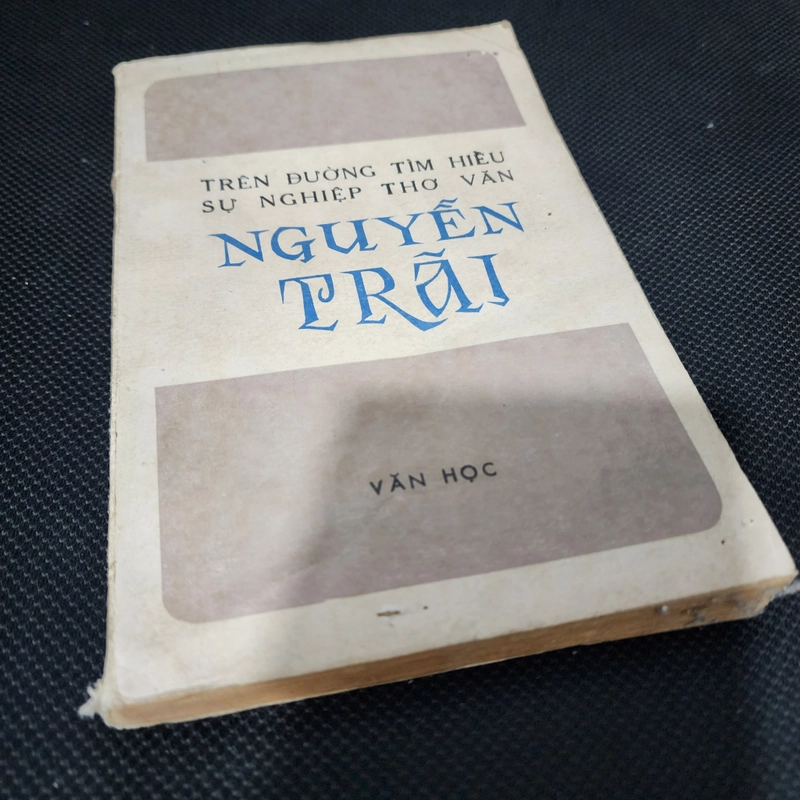 TRÊN ĐƯỜNG TÌM HIỂU
SỰ NGHIỆP THƠ VĂN
NGUYỄN
TRÃI
VĂN HỌC